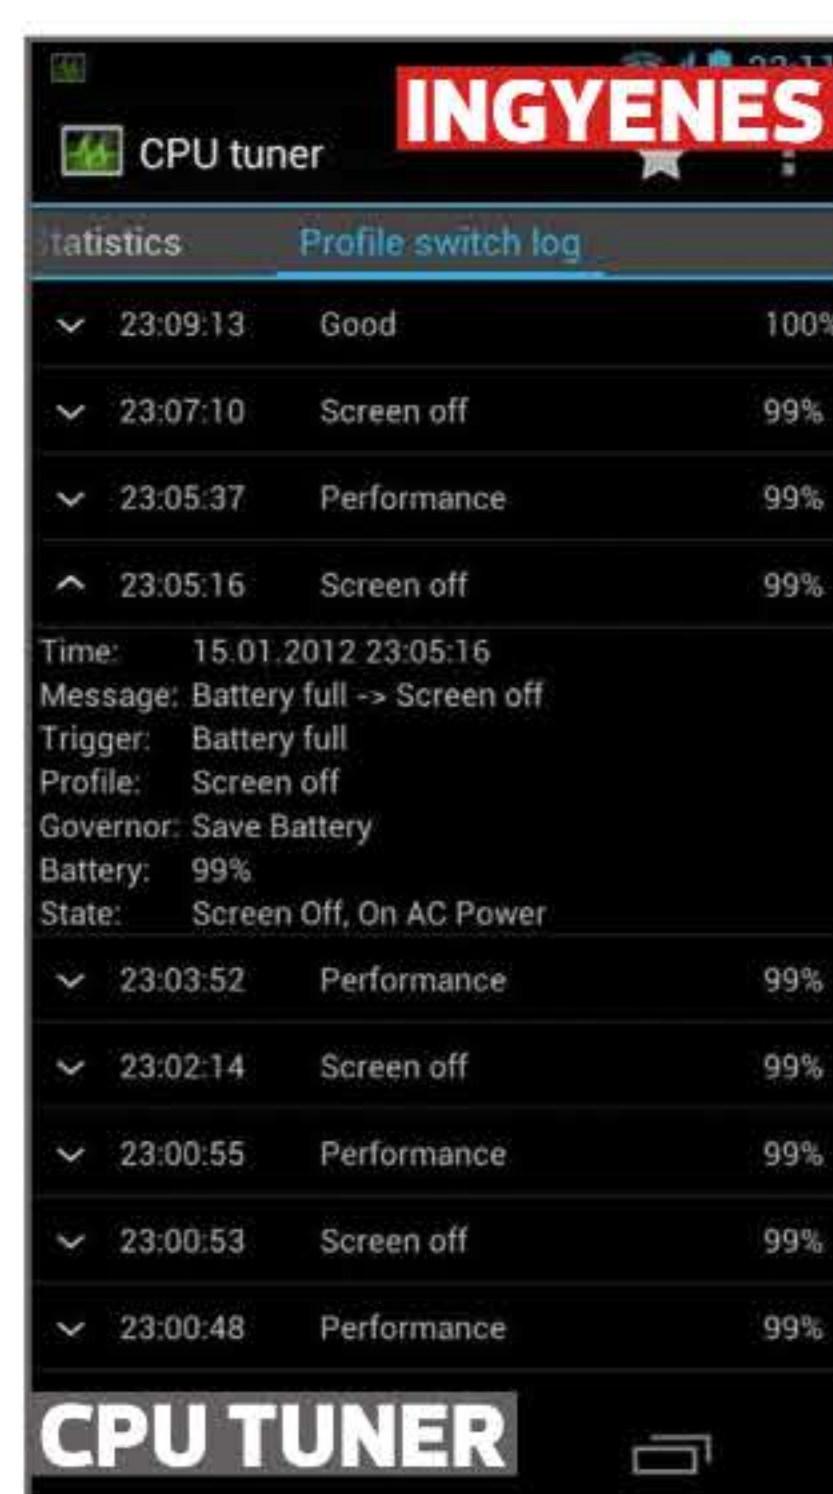 INGYENES
CPU tuner
Statistics Profile switch log
23:09:13 Good 100%
23:07:10 Screen off 99%
23:05:37 Performance 99%
23:05:16 Screen off 99%
Time: 15.01.2012 23:05:16
Message: Battery full -> Screen off
Trigger: Battery full
Profile: Screen off
Governor: Save Battery
Battery: 99%
State: Screen Off, On AC Power
23:03:52 Performance 99%
23:02:14 Screen off 99%
23:00:55 Performance 99%
23:00:53 Screen off 99%
23:00:48 Performance 99%
CPU TUNER